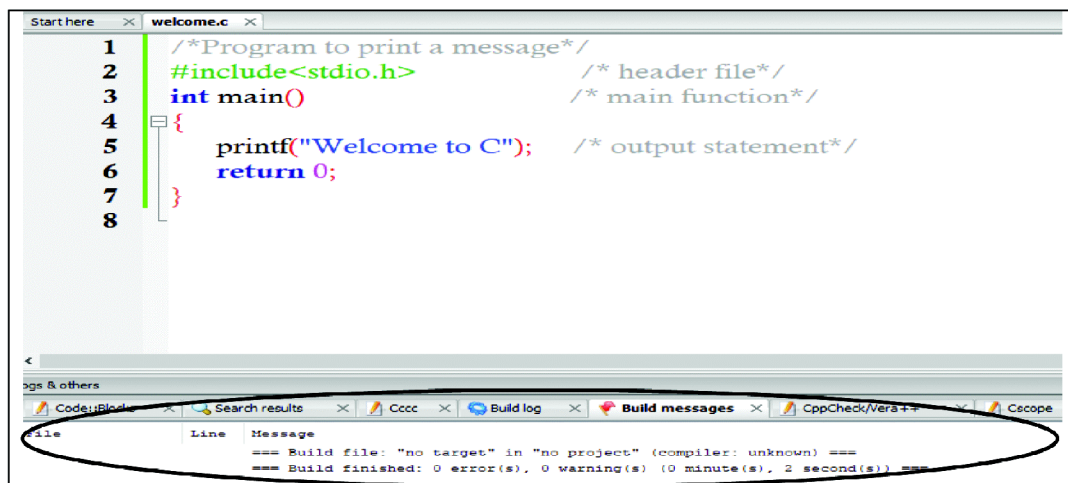 Start here welcome.c
1 /*Program to print a message*/
2 #include<stdio.h> /* header file*/
3 int main() /* main function*/
4 {
5 printf("Welcome to C"); /* output statement*/
6 return 0;
7 }
8
ogs & others
Code::Blocks Search results Cccc Build log Build messages CppCheck/Vera++ Cscope
File Line Message
=== Build file: "no target" in "no project" (compiler: unknown) ===
=== Build finished: 0 error(s), 0 warning(s) (0 minute(s), 2 second(s)) ===